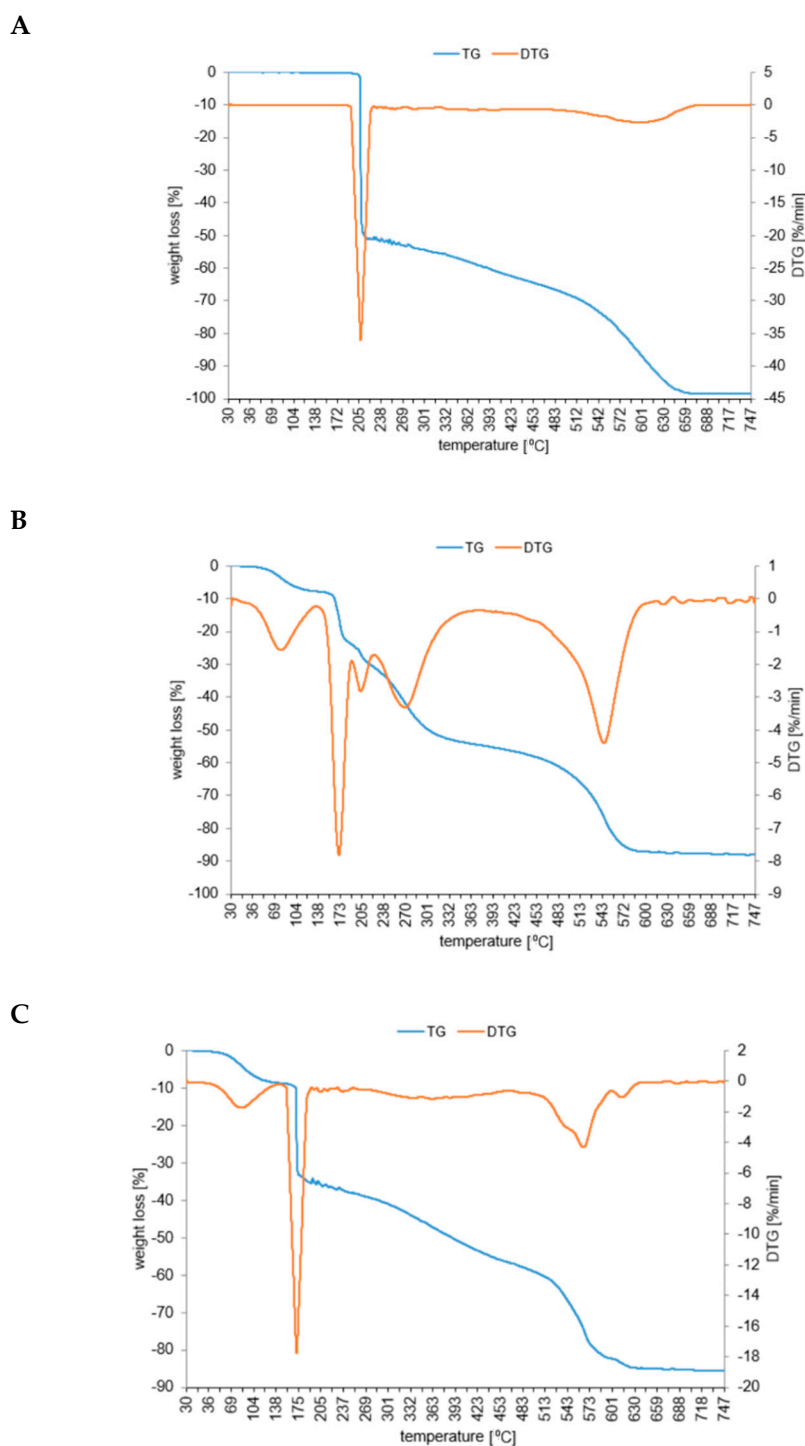 A
TG DTG
0 5
-10 0
-20 -5
-30 -10
-40 -15
-50 -20
-60 -25
-70 -30
-80 -35
-90 -40
-100 -45
weight loss [%]
DTG [%/min]
30 36 69 104 138 172 205 238 269 301 332 362 393 423 453 483 512 542 572 601 630 659 688 717 747
temperature [ºC]
B
TG DTG
0 1
-10 0
-20 -1
-30 -2
-40 -3
-50 -4
-60 -5
-70 -6
-80 -7
-90 -8
-100 -9
weight loss [%]
DTG [%/min]
30 36 69 104 138 173 205 238 270 301 332 363 393 423 453 483 513 543 572 600 630 659 688 717 747
temperature [ºC]
C
TG DTG
0 2
-10 0
-20 -2
-30 -4
-40 -6
-50 -8
-60 -10
-70 -12
-80 -14
-90 -16
-18
-20
weight loss [%]
DTG [%/min]
30 36 69 104 138 175 205 237 269 300 332 362 393 423 453 483 513 543 573 601 630 659 688 718 747
temperature [ºC]